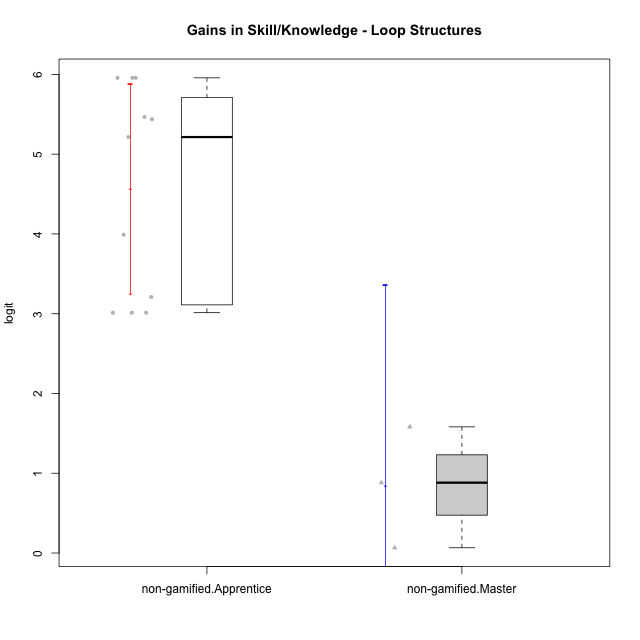 Gains in Skill/Knowledge - Loop Structures
logit
6
5
4
3
2
1
0
non-gamified.Apprentice
non-gamified.Master